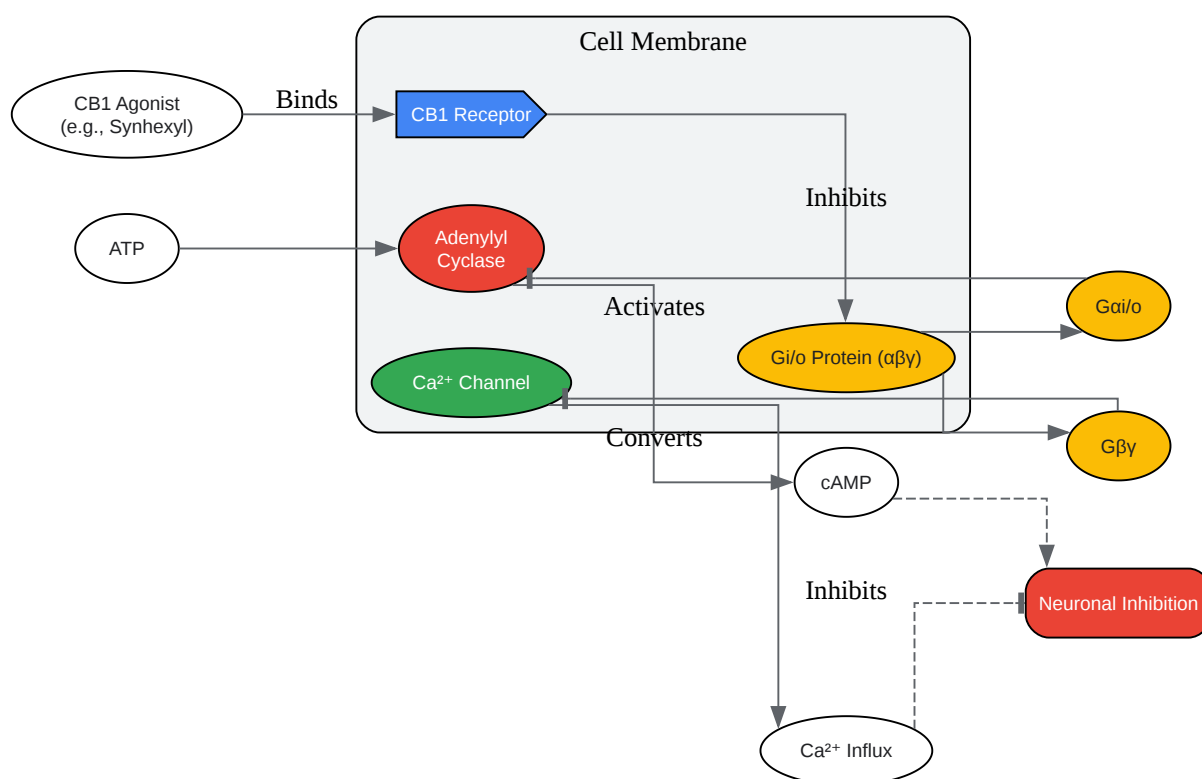 Cell Membrane
CB1 Agonist
(e.g., Synhexyl)
Binds
CB1 Receptor
Inhibits
ATP
Adenylyl
Cyclase
Activates
Gαi/o
Gi/o Protein (αβγ)
Ca²⁺ Channel
Converts
Gβγ
cAMP
Inhibits
Neuronal Inhibition
Ca²⁺ Influx